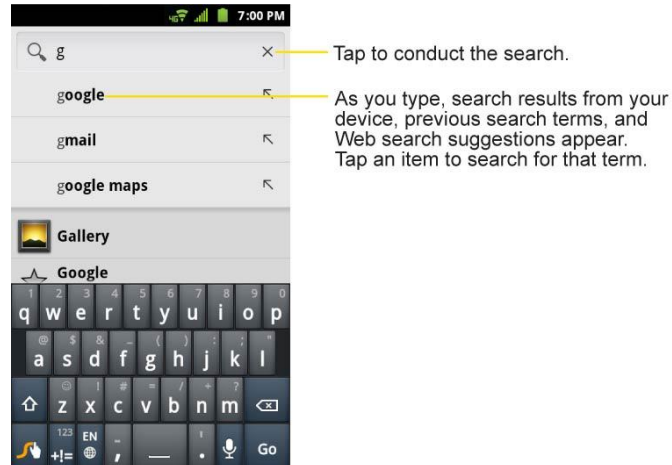 4G 7:00 PM
g
google
gmail
google maps
Gallery
Google
1 2 3 4 5 6 7 8 9 0
q w e r t y u i o p
@ $ & _ ( ) : ; "
a s d f g h j k l
! # = / + ?
z x c v b n m
123 EN
+!= , . Go
Tap to conduct the search.
As you type, search results from your
device, previous search terms, and
Web search suggestions appear.
Tap an item to search for that term.